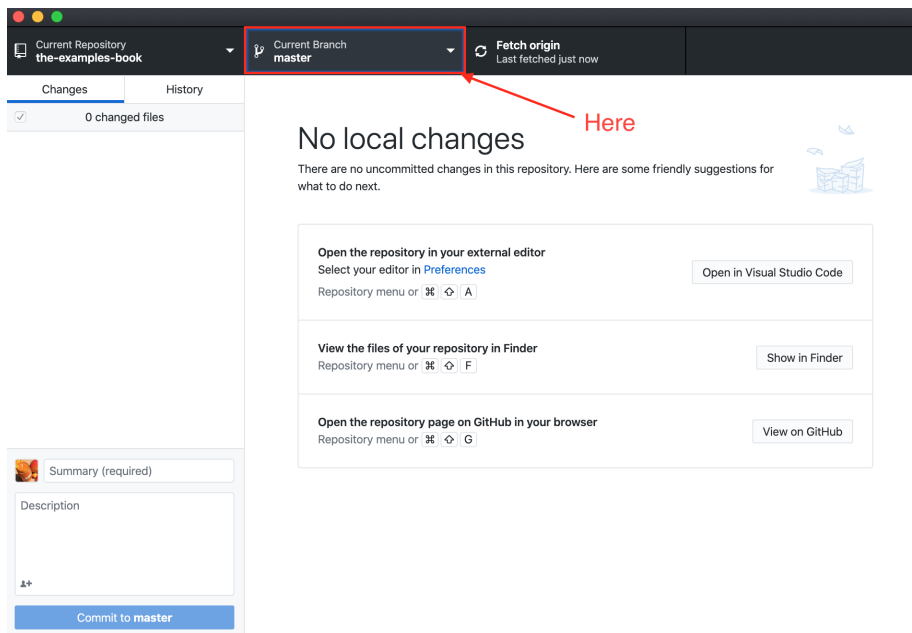 Current Repository
the-examples-book
Current Branch
master
Fetch origin
Last fetched just now
Changes
History
0 changed files
Here
No local changes
There are no uncommitted changes in this repository. Here are some friendly suggestions for
what to do next.
Open the repository in your external editor
Select your editor in Preferences
Repository menu or ⌘ ⇧ A
Open in Visual Studio Code
View the files of your repository in Finder
Repository menu or ⌘ ⇧ F
Show in Finder
Open the repository page on GitHub in your browser
Repository menu or ⌘ ⇧ G
View on GitHub
Summary (required)
Description
Commit to master